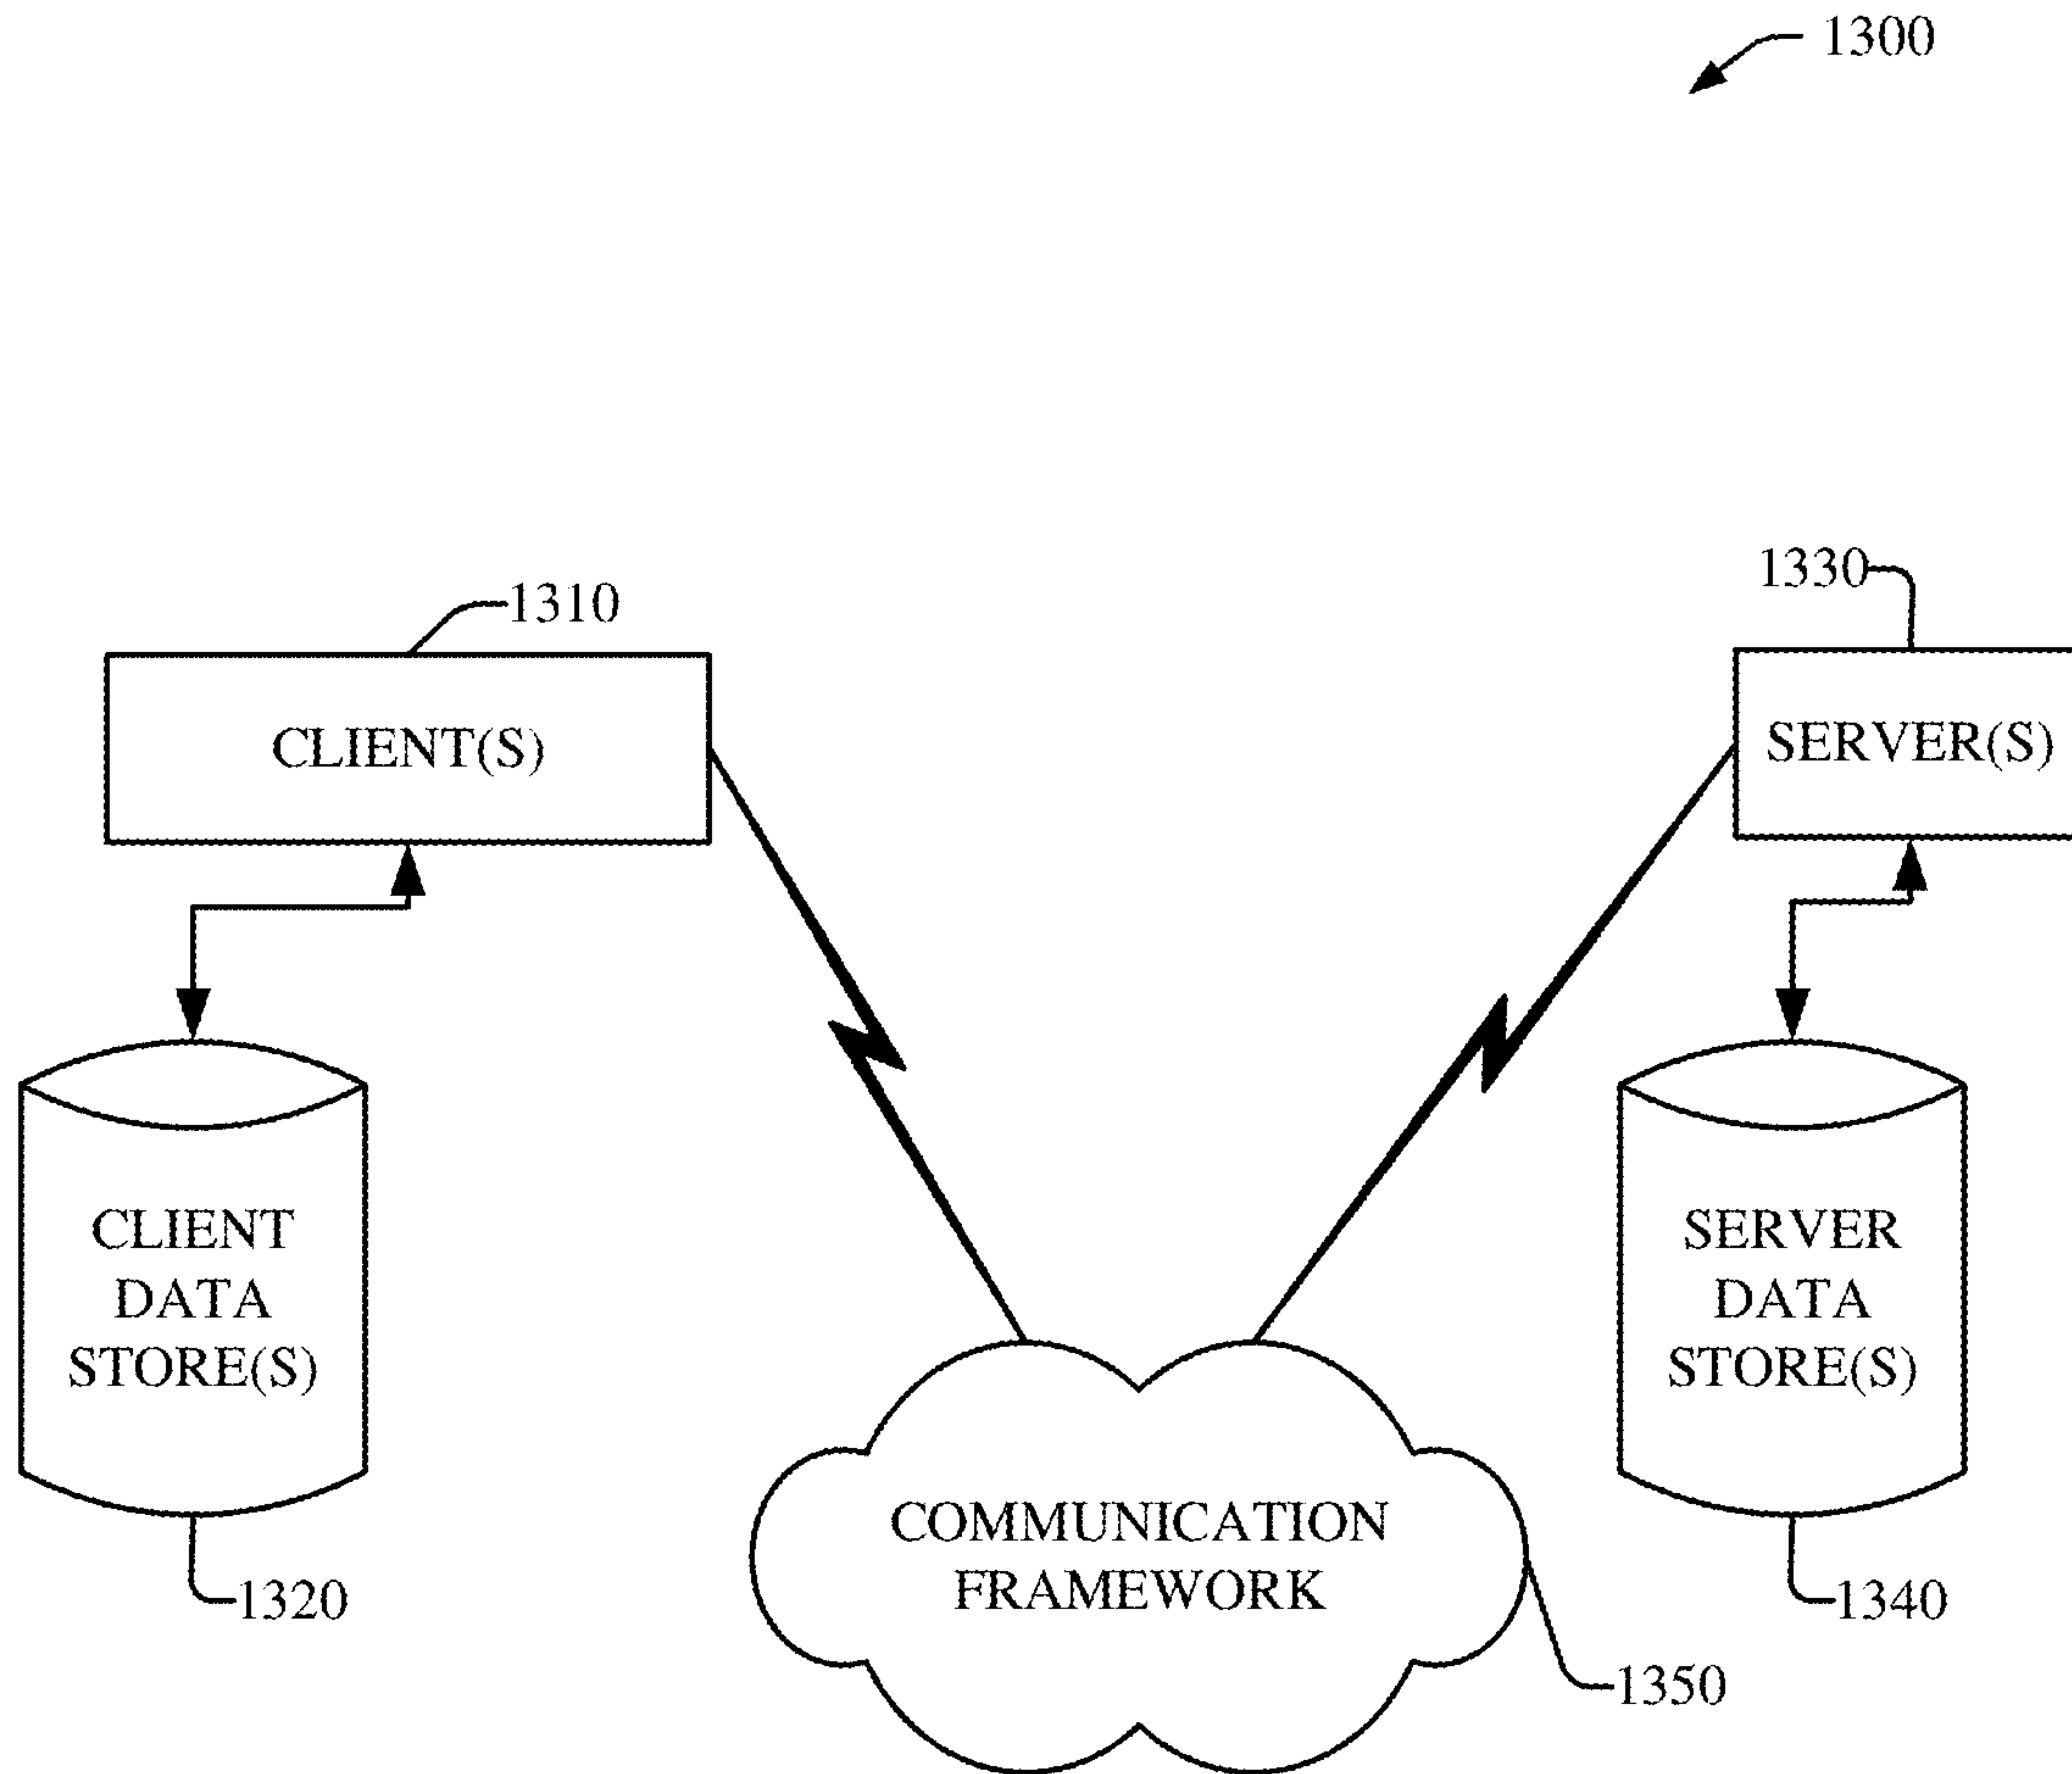 1300
1310
1330
CLIENT(S)
SERVER(S)
CLIENT
DATA
STORE(S)
SERVER
DATA
STORE(S)
COMMUNICATION
FRAMEWORK
1320
1340
1350